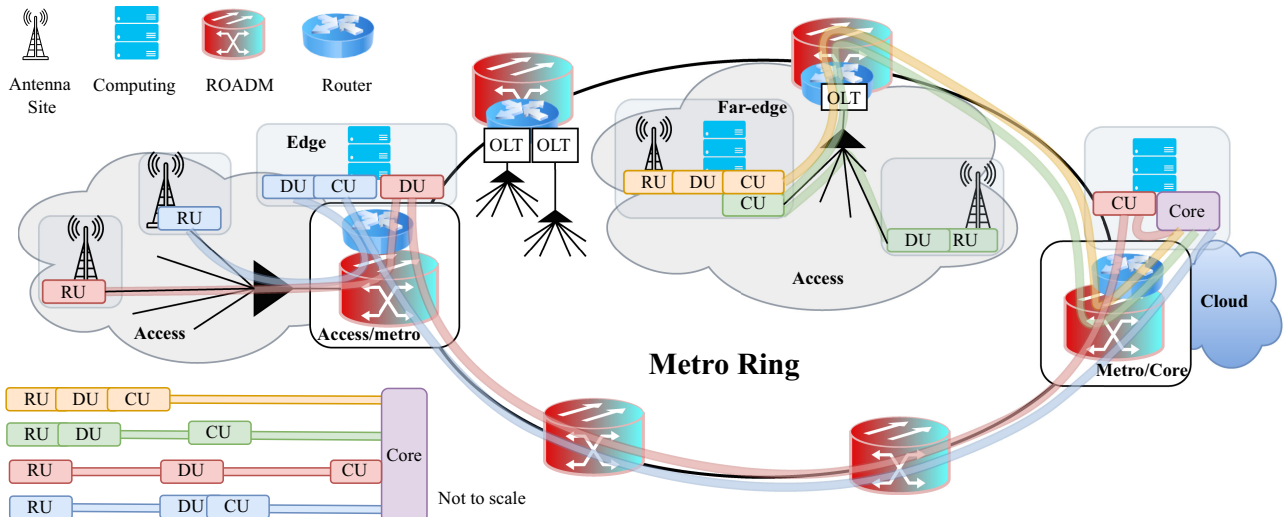 Antenna
Site
Computing
ROADM
Router
Edge
DU
CU
DU
RU
RU
Access
Access/metro
OLT
OLT
OLT
Far-edge
RU
DU
CU
CU
DU
RU
Access
CU
Core
Cloud
Metro/Core
Metro Ring
RU
DU
CU
RU
DU
CU
RU
DU
CU
RU
DU
CU
Core
Not to scale